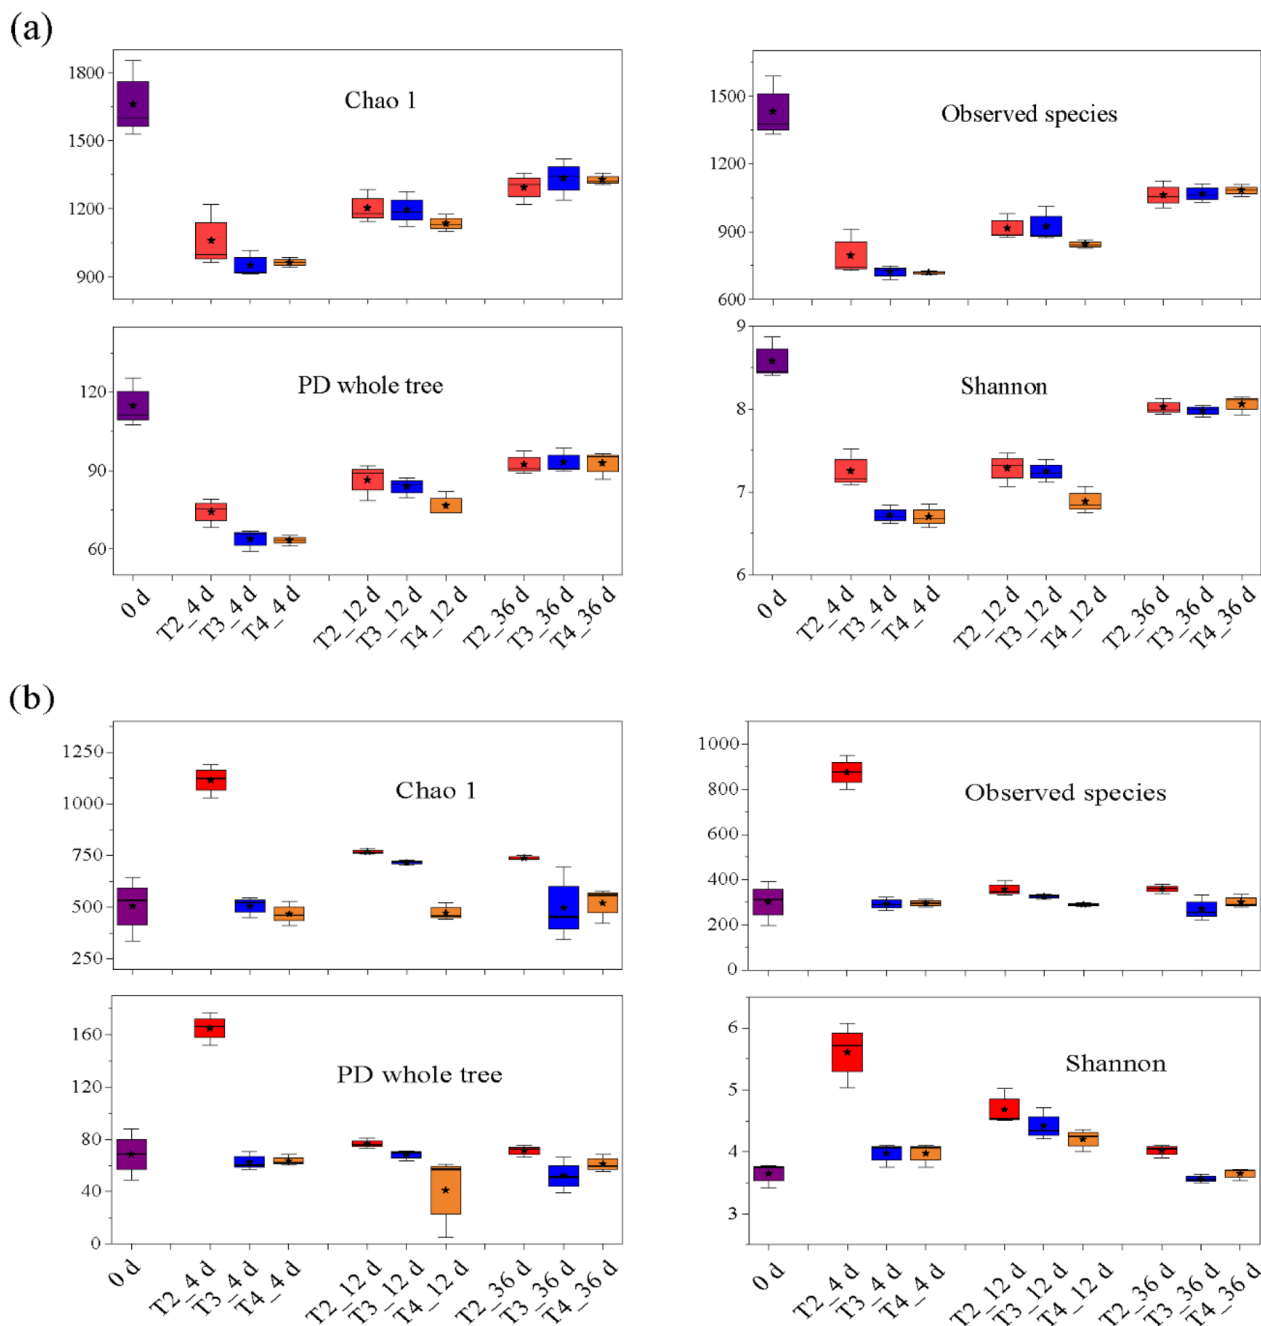 (a)
Chao 1
1800
1500
1200
900
Observed species
1500
1200
900
600
PD whole tree
120
90
60
0 d
T2_4 d
T3_4 d
T4_4 d
T2_12 d
T3_12 d
T4_12 d
T2_36 d
T3_36 d
T4_36 d
Shannon
9
8
7
6
0 d
T2_4 d
T3_4 d
T4_4 d
T2_12 d
T3_12 d
T4_12 d
T2_36 d
T3_36 d
T4_36 d
(b)
Chao 1
1250
1000
750
500
250
Observed species
1000
800
600
400
200
0
PD whole tree
160
120
80
40
0
0 d
T2_4 d
T3_4 d
T4_4 d
T2_12 d
T3_12 d
T4_12 d
T2_36 d
T3_36 d
T4_36 d
Shannon
6
5
4
3
0 d
T2_4 d
T3_4 d
T4_4 d
T2_12 d
T3_12 d
T4_12 d
T2_36 d
T3_36 d
T4_36 d